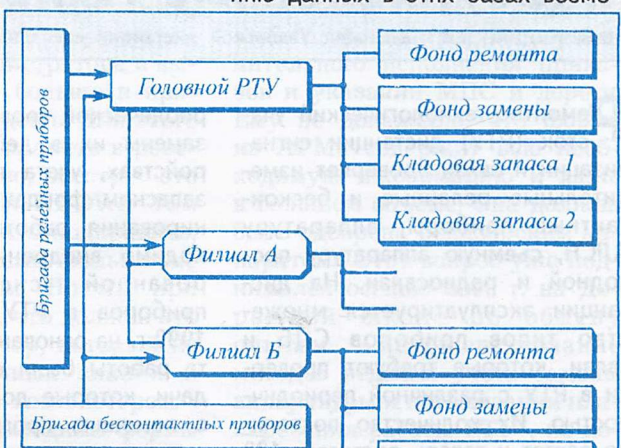 Бригада релейных приборов
Головной РТУ
Фонд ремонта
Фонд замены
Кладовая запаса 1
Кладовая запаса 2
Филиал А
Филиал Б
Фонд ремонта
Фонд замены
Бригада бесконтактных приборов